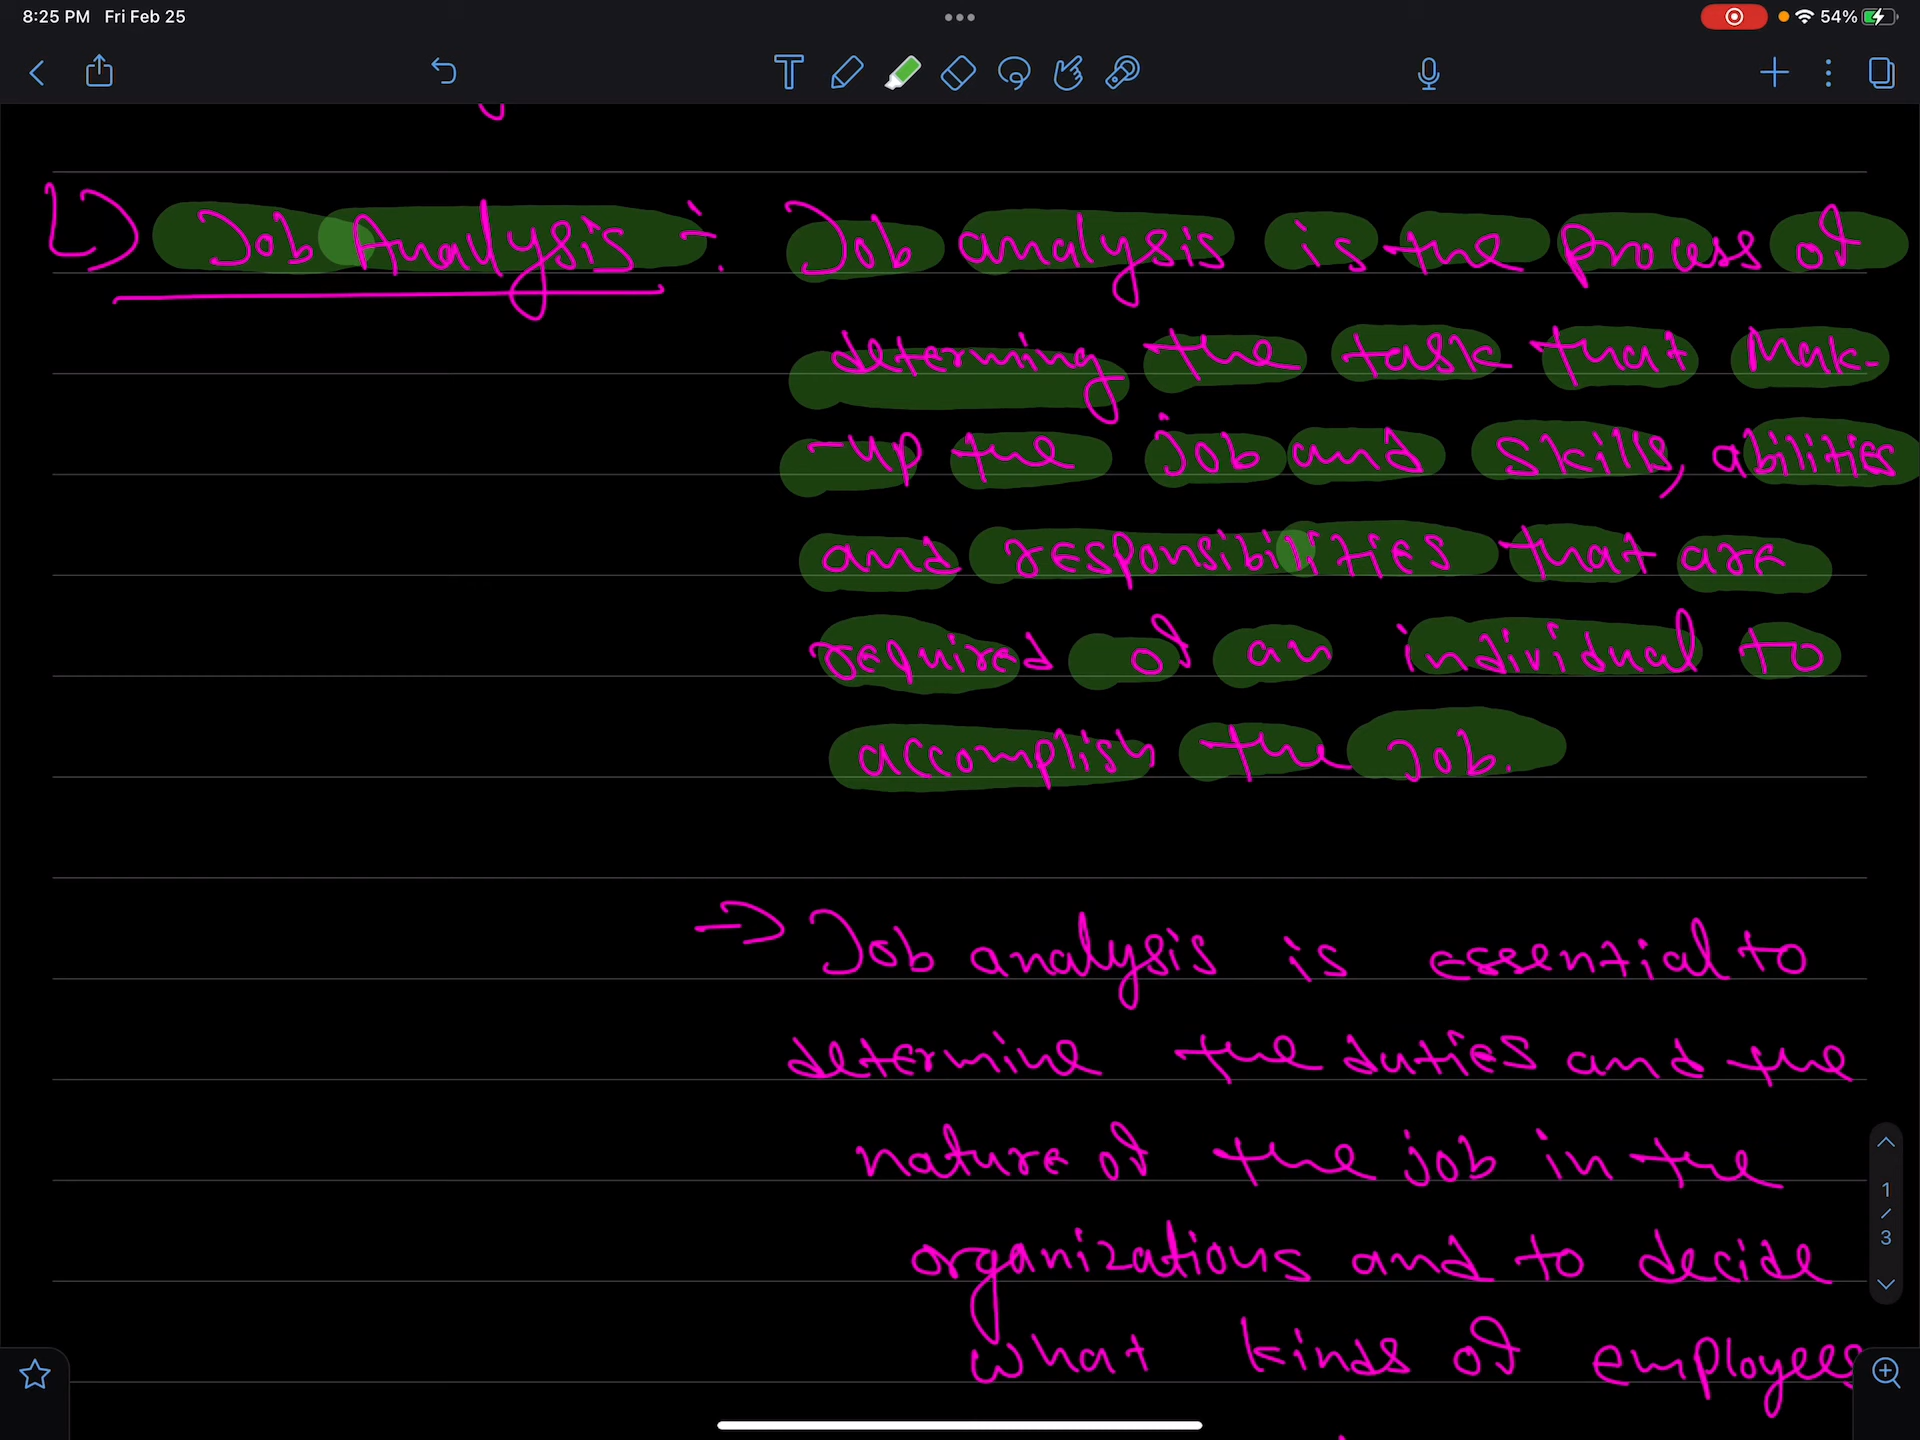 8:25 PM Fri Feb 25
54%
1) Job Analysis :- Job analysis is the process of
determing the task that Mak-
-up the job and skills, abilities
and responsibilities that are
required of an individual to
accomplish the Job.
→ Job analysis is essential to
determine the duties and the
nature of the job in the
organizations and to decide
what kinds of employees
1
/
3